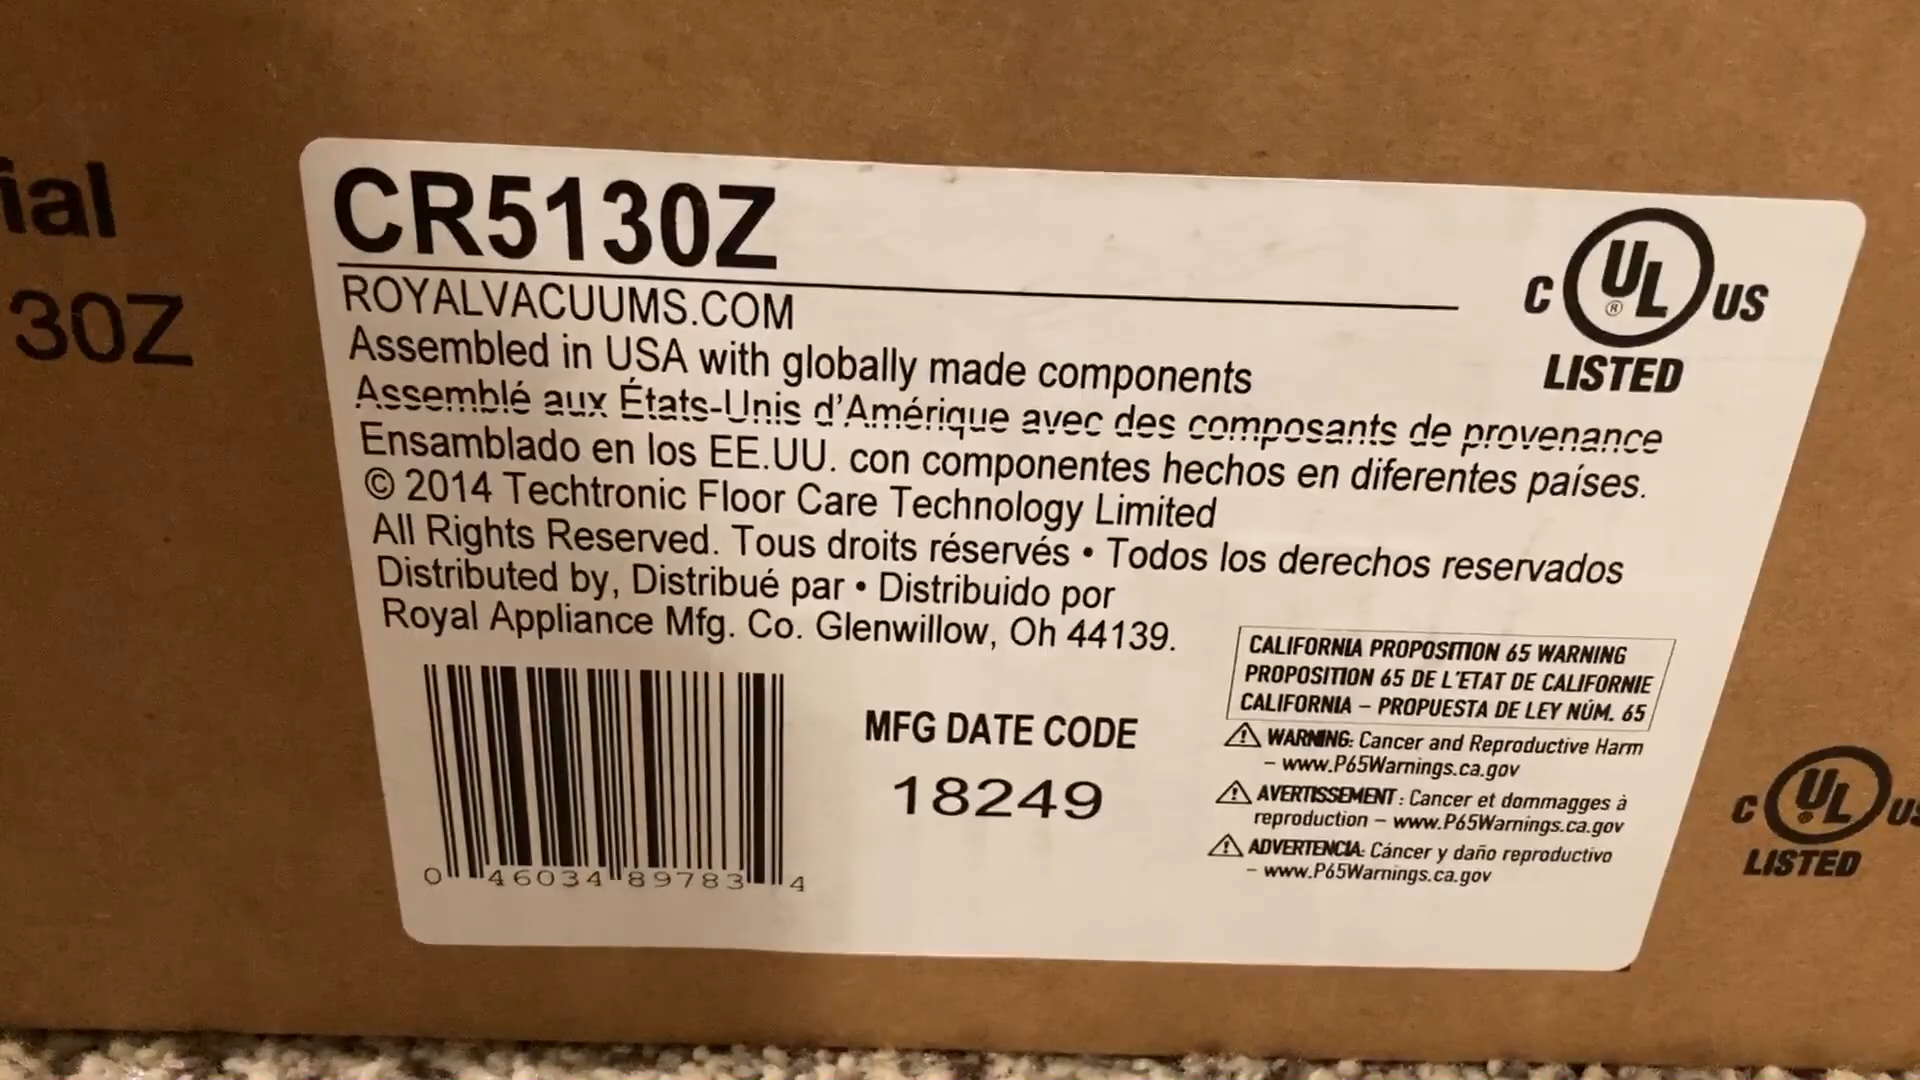 ial
30Z
CR5130Z
ROYALVACUUMS.COM
Assembled in USA with globally made components
Assemblé aux États-Unis d'Amérique avec des composants de provenance
Ensamblado en los EE.UU. con componentes hechos en diferentes países.
© 2014 Techtronic Floor Care Technology Limited
All Rights Reserved. Tous droits réservés • Todos los derechos reservados
Distributed by, Distribué par • Distribuido por
Royal Appliance Mfg. Co. Glenwillow, Oh 44139.
C UL® US
LISTED
0 46034 89783 4
MFG DATE CODE
18249
CALIFORNIA PROPOSITION 65 WARNING
PROPOSITION 65 DE L'ETAT DE CALIFORNIE
CALIFORNIA – PROPUESTA DE LEY NÚM. 65
WARNING: Cancer and Reproductive Harm
– www.P65Warnings.ca.gov
AVERTISSEMENT : Cancer et dommagges à
reproduction – www.P65Warnings.ca.gov
ADVERTENCIA: Cáncer y daño reproductivo
– www.P65Warnings.ca.gov
C UL® US
LISTED